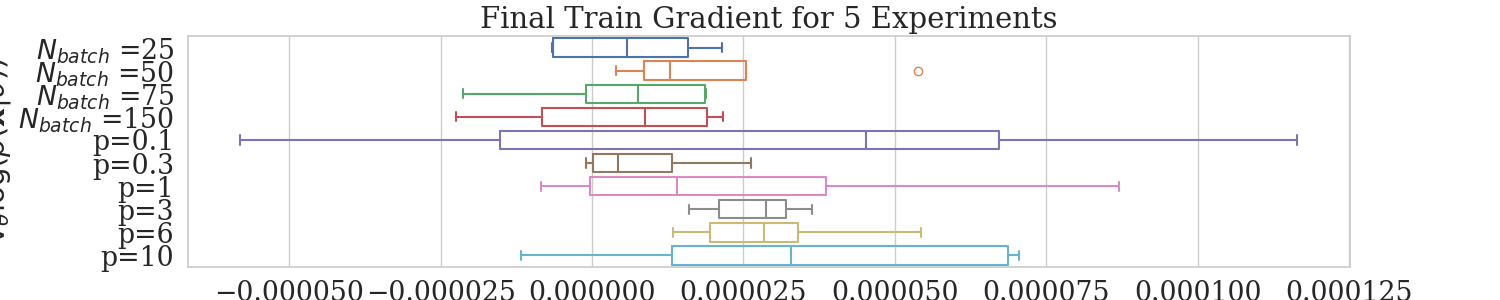 Final Train Gradient for 5 Experiments
N_batch =25
N_batch =50
N_batch =75
N_batch =150
p=0.1
p=0.3
p=1
p=3
p=6
p=10
−0.000050 −0.000025 0.000000 0.000025 0.000050 0.000075 0.000100 0.000125